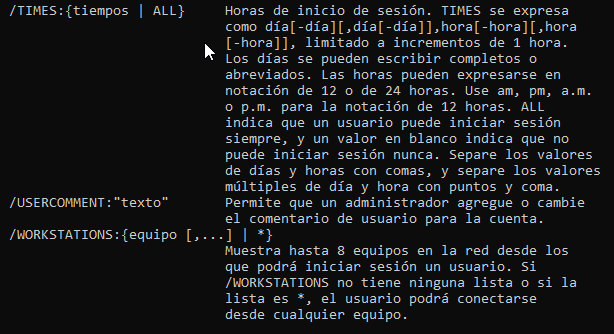 /TIMES:{tiempos | ALL} Horas de inicio de sesión. TIMES se expresa
como día[-día][,día[-día]],hora[-hora][,hora
[-hora]], limitado a incrementos de 1 hora.
Los días se pueden escribir completos o
abreviados. Las horas pueden expresarse en
notación de 12 o de 24 horas. Use am, pm, a.m.
o p.m. para la notación de 12 horas. ALL
indica que un usuario puede iniciar sesión
siempre, y un valor en blanco indica que no
puede iniciar sesión nunca. Separe los valores
de días y horas con comas, y separe los valores
múltiples de día y hora con puntos y coma.
/USERCOMMENT:"texto" Permite que un administrador agregue o cambie
el comentario de usuario para la cuenta.
/WORKSTATIONS:{equipo [,...] | *}
Muestra hasta 8 equipos en la red desde los
que podrá iniciar sesión un usuario. Si
/WORKSTATIONS no tiene ninguna lista o si la
lista es *, el usuario podrá conectarse
desde cualquier equipo.